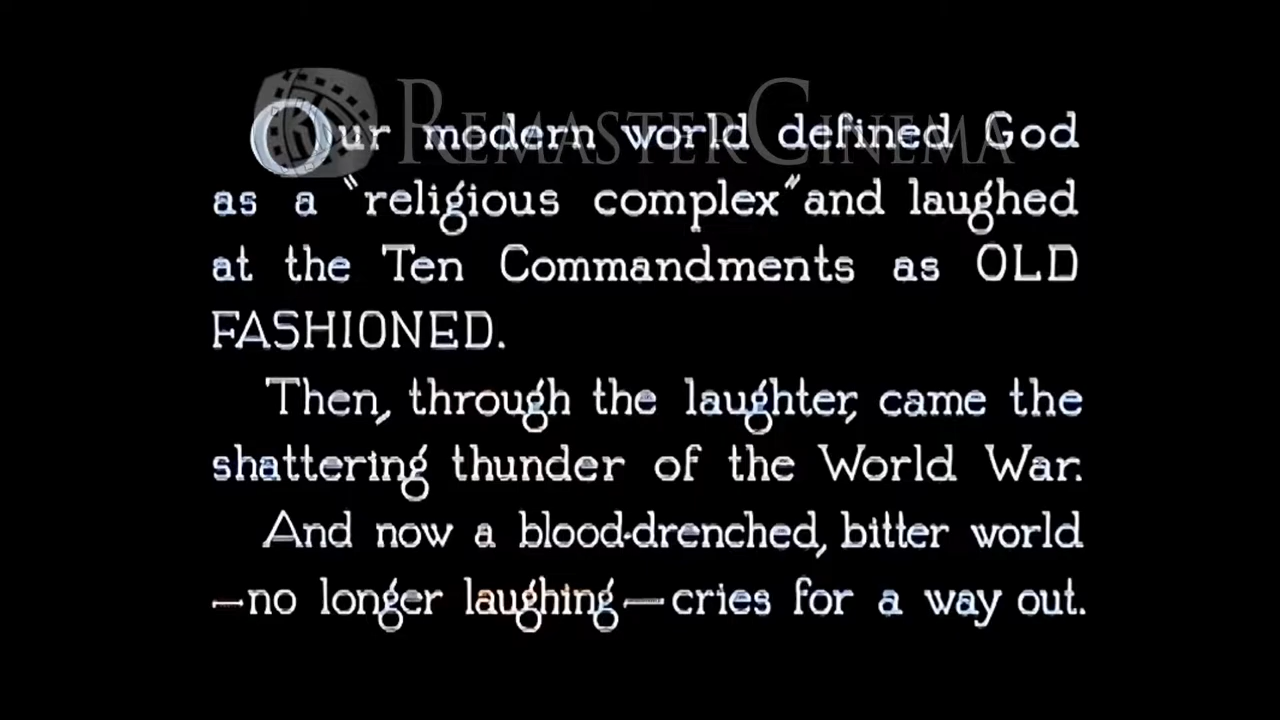 REMASTERCINEMA
Our modern world defined God
as a "religious complex" and laughed
at the Ten Commandments as OLD
FASHIONED.
Then, through the laughter, came the
shattering thunder of the World War.
And now a blood-drenched, bitter world
—no longer laughing—cries for a way out.